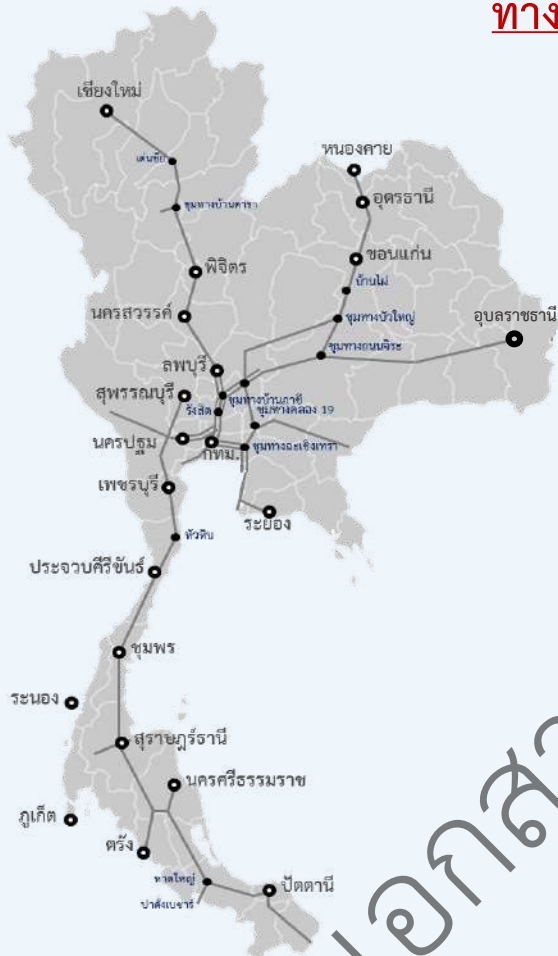 ทาง
เชียงใหม่
หนองคาย
เด่นชัย
อุดรธานี
ชุมทางบ้านดารา
ขอนแก่น
พิจิตร
บ้านไผ่
นครสวรรค์
ชุมทางบัวใหญ่
อุบลราชธานี
ชุมทางถนนจิระ
ลพบุรี
สุพรรณบุรี
ชุมทางบ้านภาชี
รังสิต
ชุมทางคลอง 19
นครปฐม
กทม.
ชุมทางฉะเชิงเทรา
เพชรบุรี
ระยอง
หัวหิน
ประจวบคีรีขันธ์
ชุมพร
ระนอง
สุราษฎร์ธานี
นครศรีธรรมราช
ภูเก็ต
ตรัง
หาดใหญ่
ปัตตานี
ปาดังเบซาร์
เอกสา